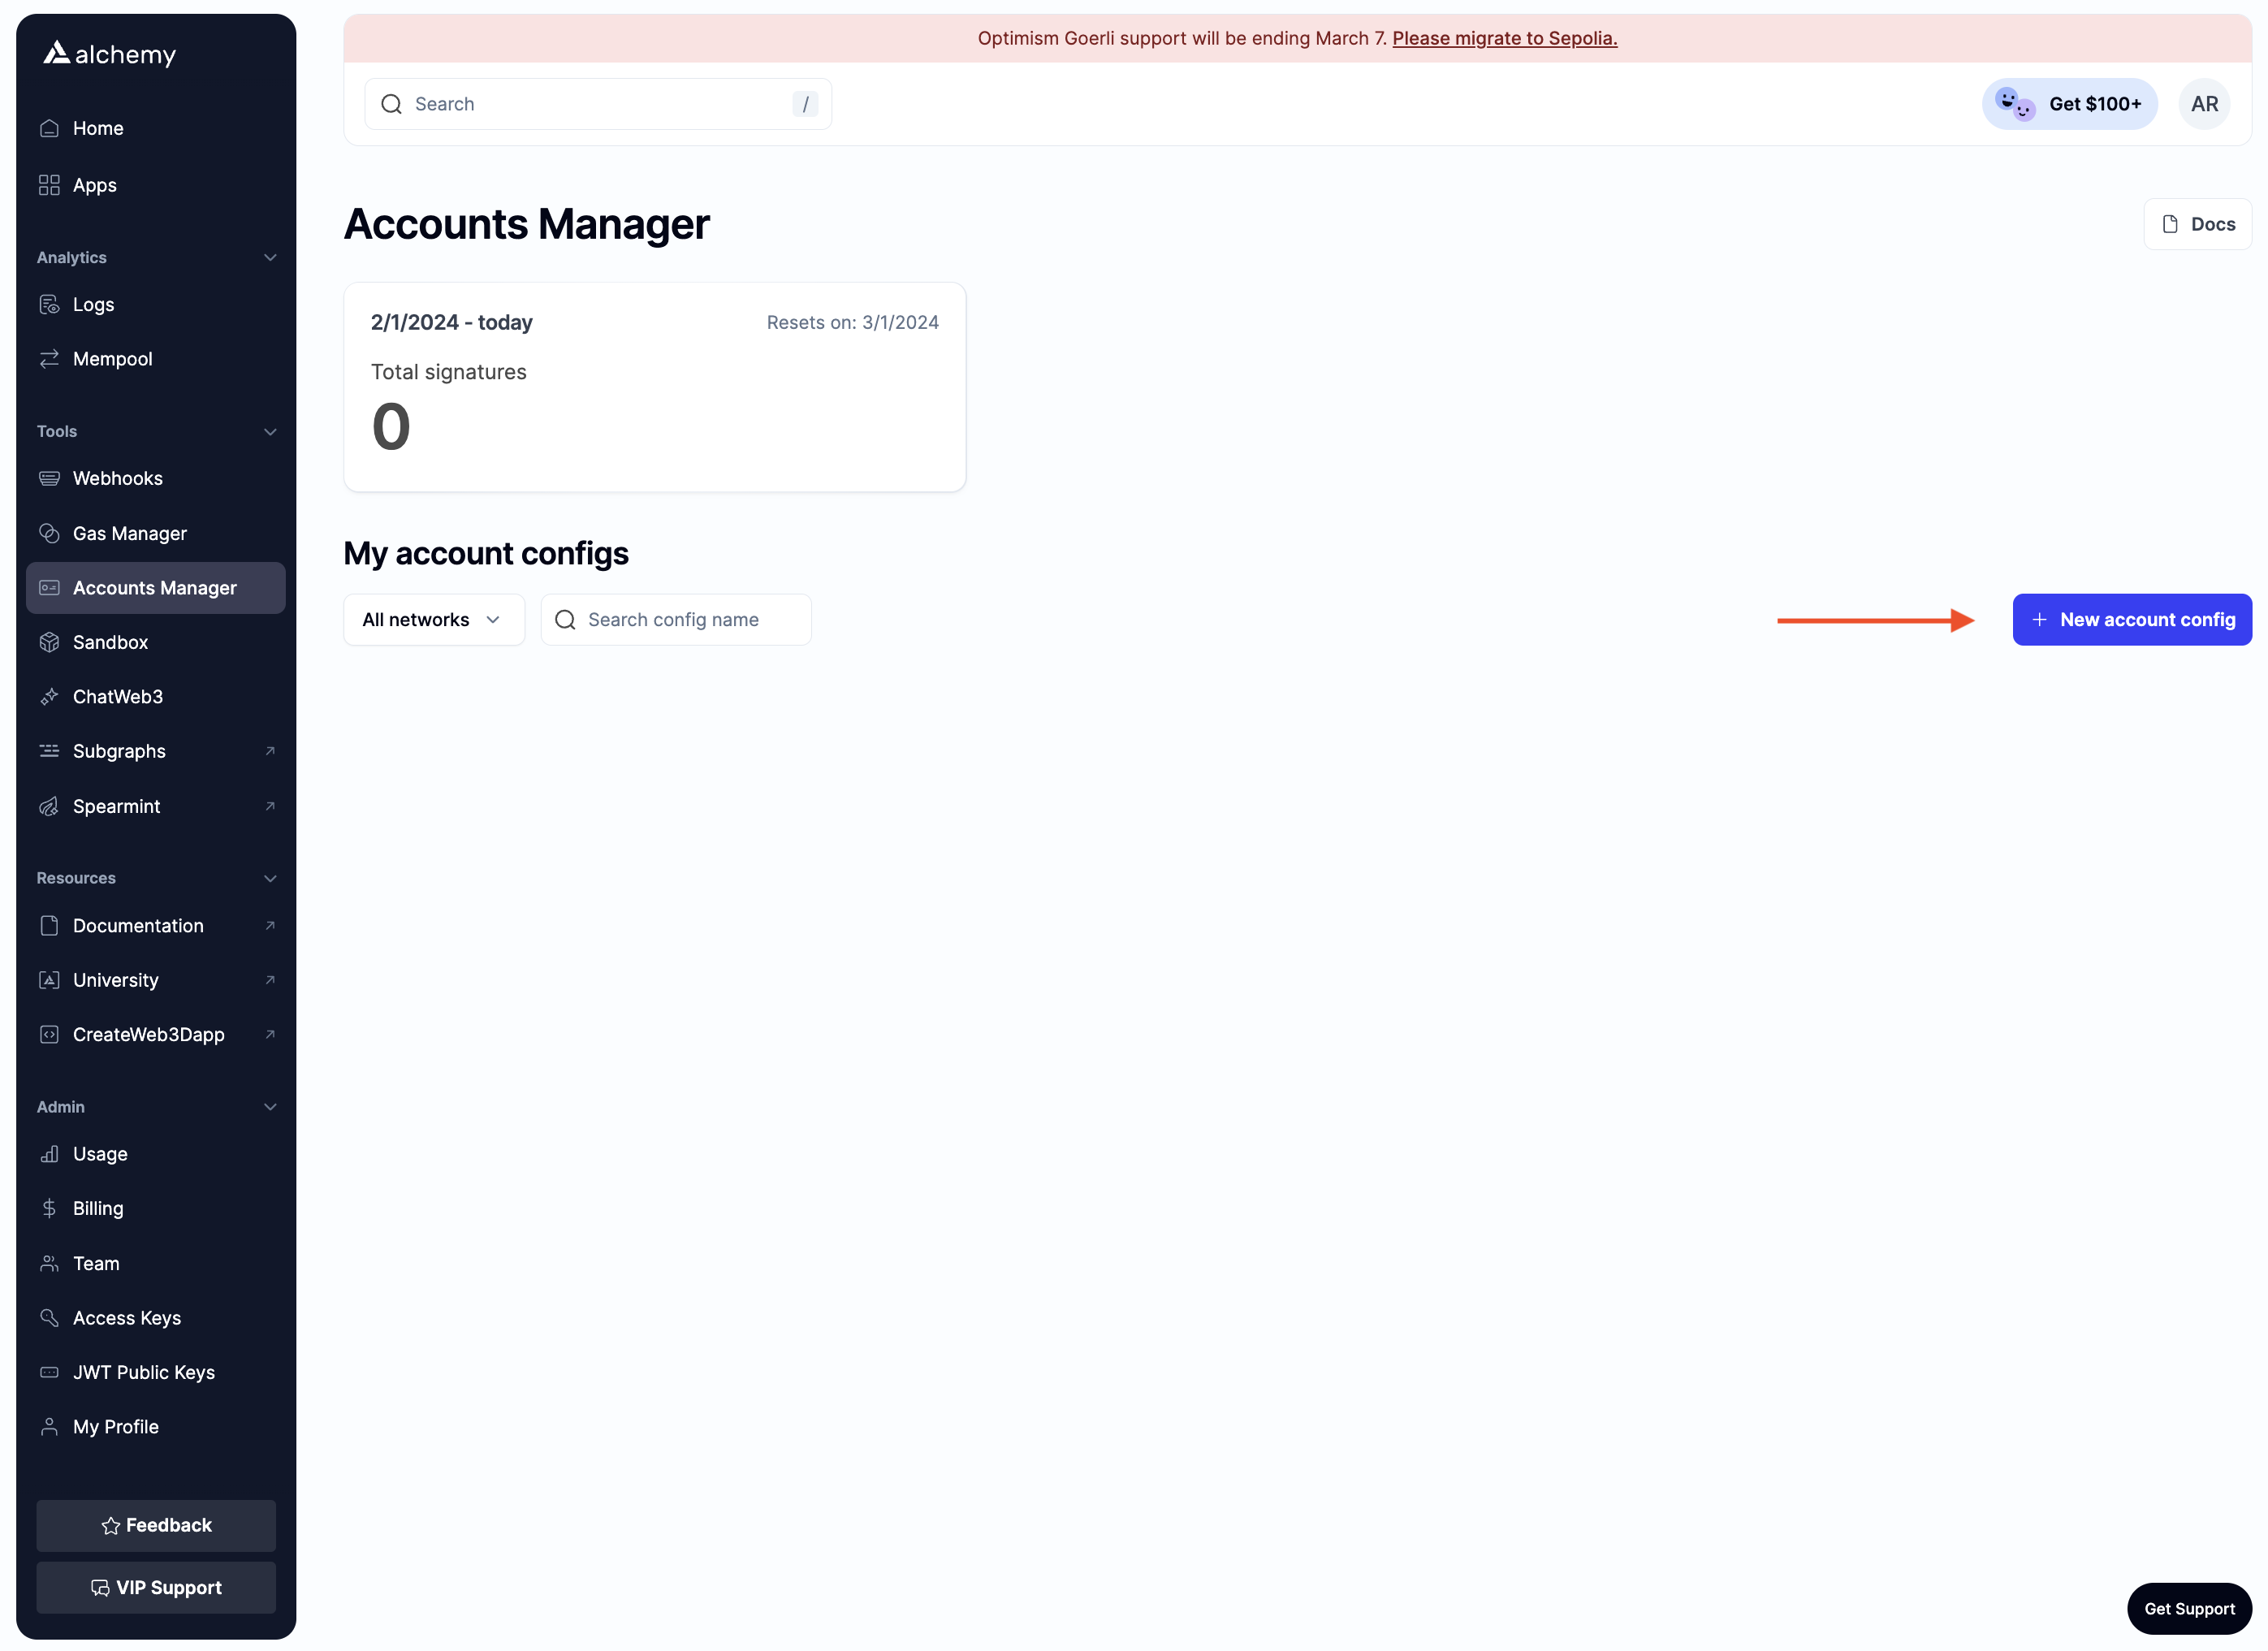 alchemy
Home
Apps
Analytics
Logs
Mempool
Tools
Webhooks
Gas Manager
Accounts Manager
Sandbox
ChatWeb3
Subgraphs
Spearmint
Resources
Documentation
University
CreateWeb3Dapp
Admin
Usage
Billing
Team
Access Keys
JWT Public Keys
My Profile
Feedback
VIP Support
Optimism Goerli support will be ending March 7. Please migrate to Sepolia.
Search /
Get $100+
AR
Accounts Manager
Docs
2/1/2024 - today
Resets on: 3/1/2024
Total signatures
0
My account configs
All networks
Search config name
+ New account config
Get Support